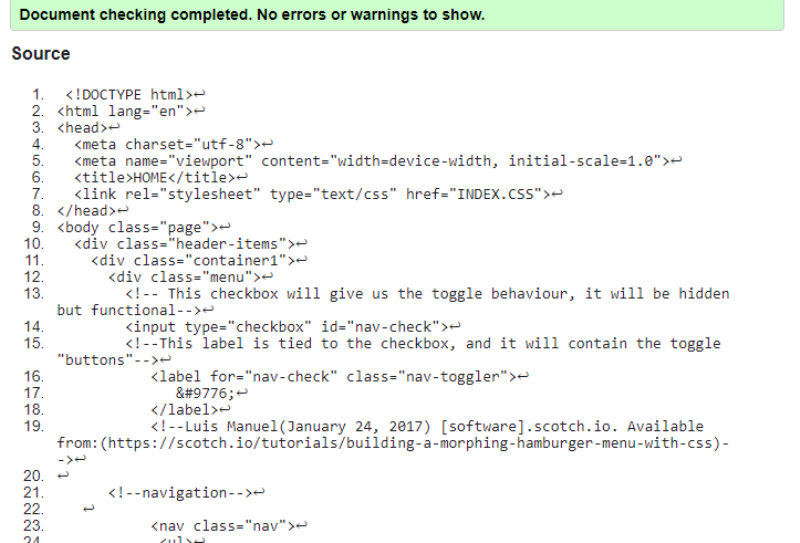 Document checking completed. No errors or warnings to show.
Source
1. <!DOCTYPE html>↩
2. <html lang="en">↩
3. <head>↩
4. <meta charset="utf-8">↩
5. <meta name="viewport" content="width=device-width, initial-scale=1.0">↩
6. <title>HOME</title>↩
7. <link rel="stylesheet" type="text/css" href="INDEX.CSS">↩
8. </head>↩
9. <body class="page">↩
10. <div class="header-items">↩
11. <div class="container1">↩
12. <div class="menu">↩
13. <!-- This checkbox will give us the toggle behaviour, it will be hidden
but functional-->↩
14. <input type="checkbox" id="nav-check">↩
15. <!--This label is tied to the checkbox, and it will contain the toggle
"buttons"-->↩
16. <label for="nav-check" class="nav-toggler">↩
17. &#9776;↩
18. </label>↩
19. <!--Luis Manuel(January 24, 2017) [software].scotch.io. Available
from:(https://scotch.io/tutorials/building-a-morphing-hamburger-menu-with-css)-
->↩
20. ↩
21. <!--navigation-->↩
22. ↩
23. <nav class="nav">↩
24. <ul>↩